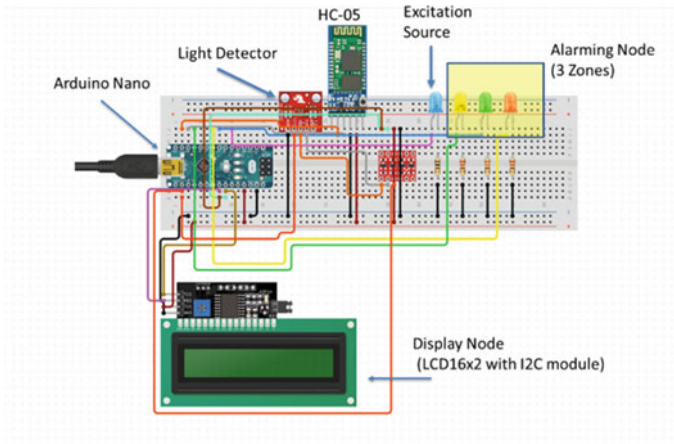 HC-05
Excitation
Source
Light Detector
Alarming Node
(3 Zones)
Arduino Nano
Display Node
(LCD16x2 with I2C module)